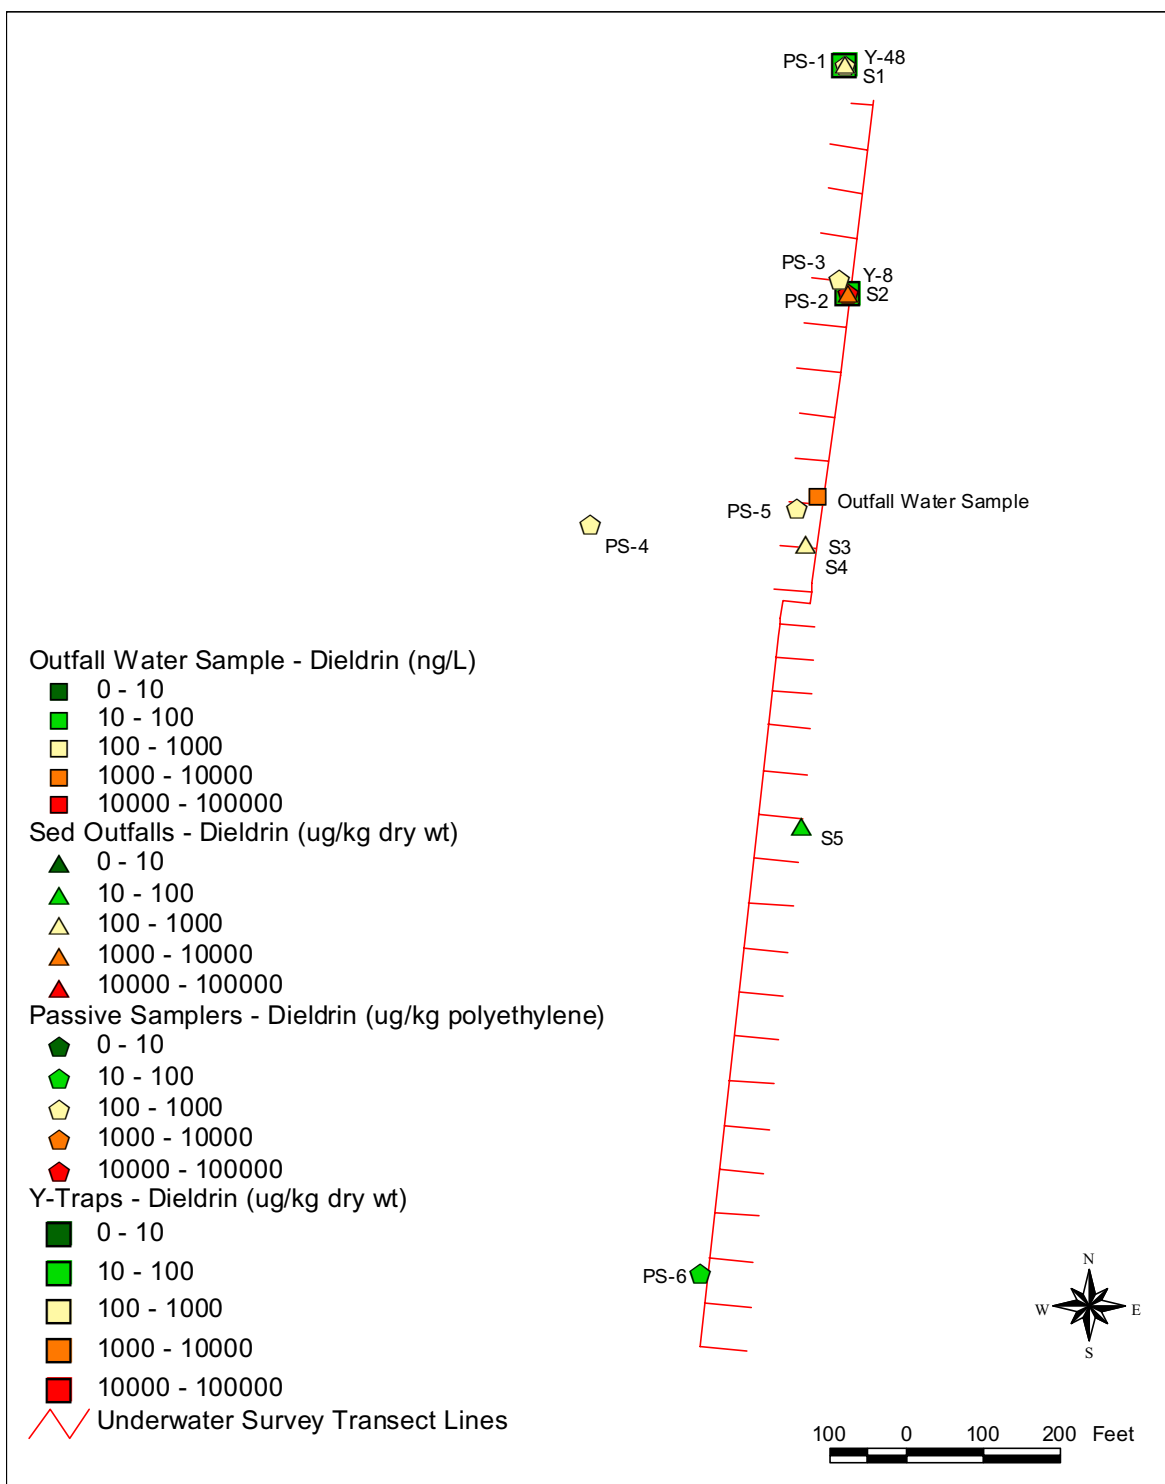 PS-1
Y-48
S1
PS-3
Y-8
PS-2
S2
Outfall Water Sample
PS-5
PS-4
S3
S4
Outfall Water Sample - Dieldrin (ng/L)
0 - 10
10 - 100
100 - 1000
1000 - 10000
10000 - 100000
Sed Outfalls - Dieldrin (ug/kg dry wt)
0 - 10
10 - 100
100 - 1000
1000 - 10000
10000 - 100000
Passive Samplers - Dieldrin (ug/kg polyethylene)
0 - 10
10 - 100
100 - 1000
1000 - 10000
10000 - 100000
Y-Traps - Dieldrin (ug/kg dry wt)
0 - 10
10 - 100
100 - 1000
1000 - 10000
10000 - 100000
Underwater Survey Transect Lines
S5
PS-6
N
W E
S
100 0 100 200 Feet